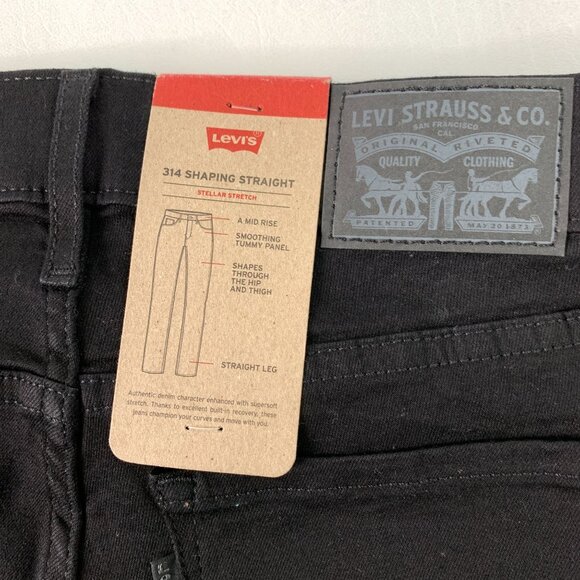 Levi's®
314 SHAPING STRAIGHT
STELLAR STRETCH
A MID RISE
SMOOTHING
TUMMY PANEL
SHAPES
THROUGH
THE HIP
AND THIGH
STRAIGHT LEG
Authentic denim character enhanced with supersoft
stretch. Thanks to excellent built-in recovery, these
jeans champion your curves and move with you.
LEVI STRAUSS & CO.
SAN FRANCISCO
CAL
ORIGINAL RIVETED
QUALITY CLOTHING
PATENTED MAY 20 1873